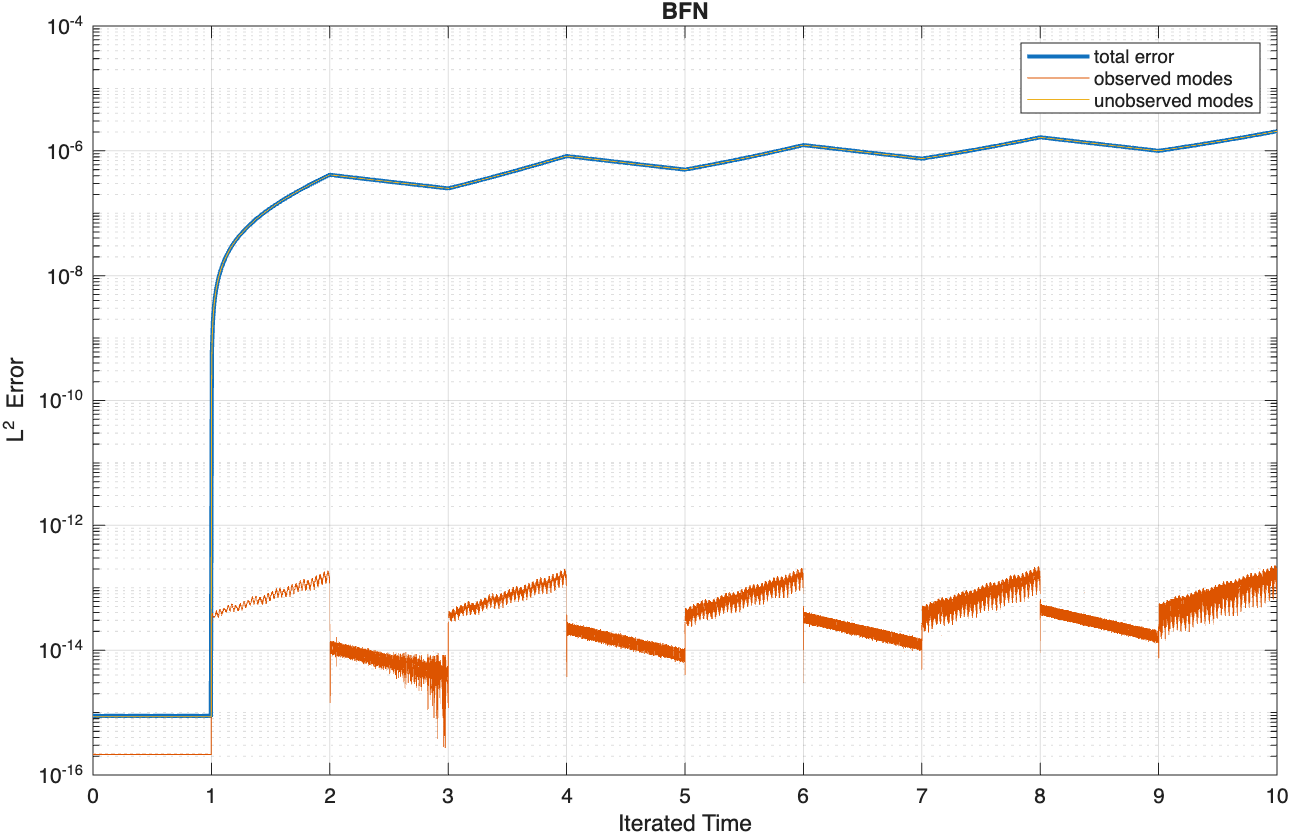 BFN
10^-4
10^-6
10^-8
10^-10
10^-12
10^-14
10^-16
L^2 Error
total error
observed modes
unobserved modes
0 1 2 3 4 5 6 7 8 9 10
Iterated Time